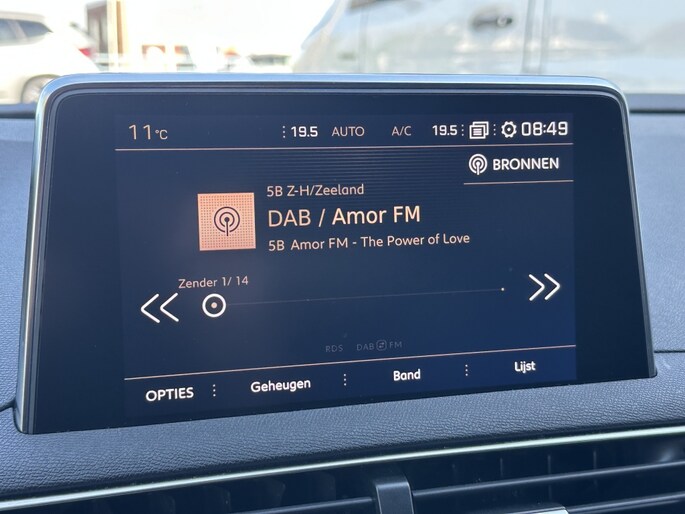 11°C 19.5 AUTO A/C 19.5 08:49
BRONNEN
5B Z-H/Zeeland
DAB / Amor FM
5B Amor FM - The Power of Love
Zender 1/ 14
RDS DAB FM
OPTIES Geheugen Band Lijst